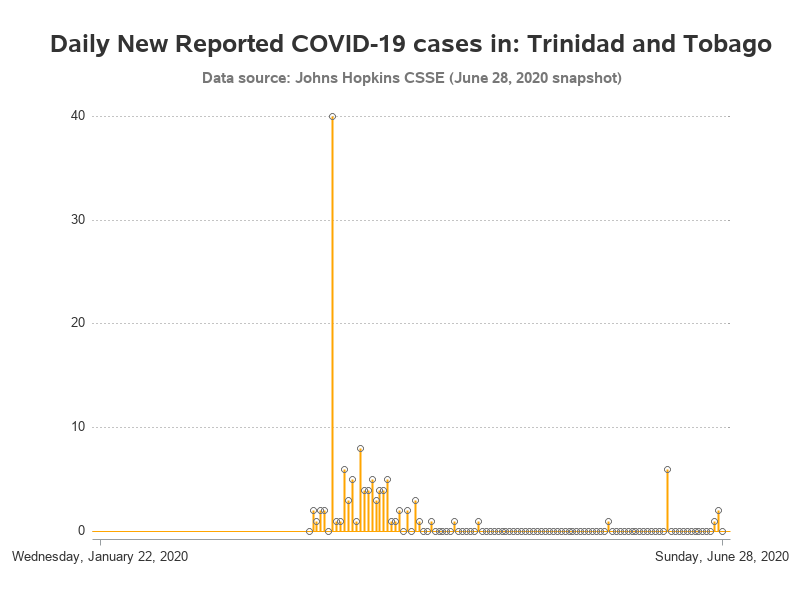 Daily New Reported COVID-19 cases in: Trinidad and Tobago
Data source: Johns Hopkins CSSE (June 28, 2020 snapshot)
40
30
20
10
0
Wednesday, January 22, 2020
Sunday, June 28, 2020